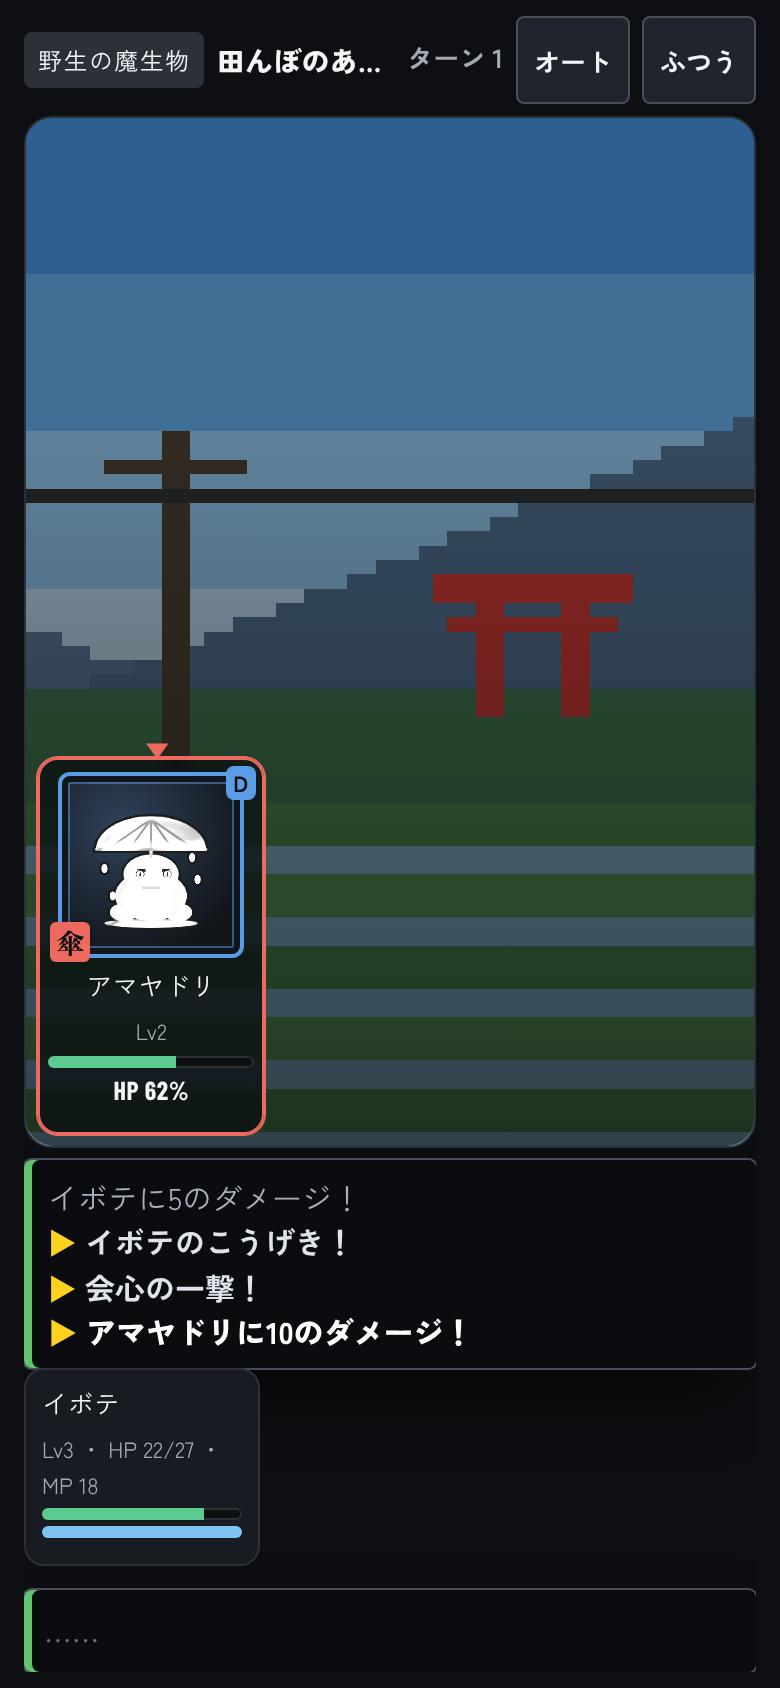 野生の魔生物 田んぼのあ… ターン 1 オート ふつう
D
傘
アマヤドリ
Lv2
HP 62%
イボテに5のダメージ！
▶ イボテのこうげき！
▶ 会心の一撃！
▶ アマヤドリに10のダメージ！
イボテ
Lv3 ・ HP 22/27 ・
MP 18
……